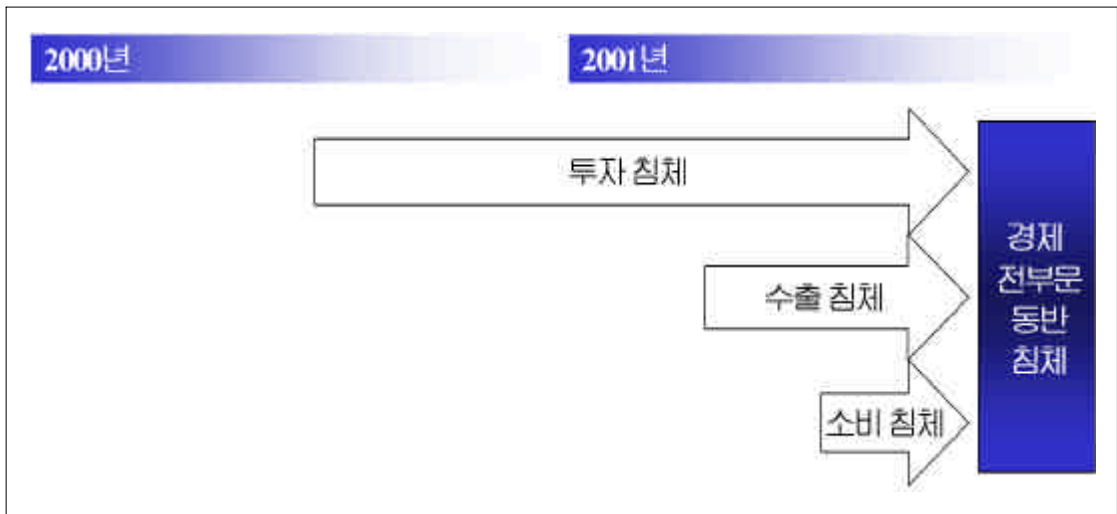 2000년
2001년
투자 침체
수출 침체
소비 침체
경제
전부문
동반
침체